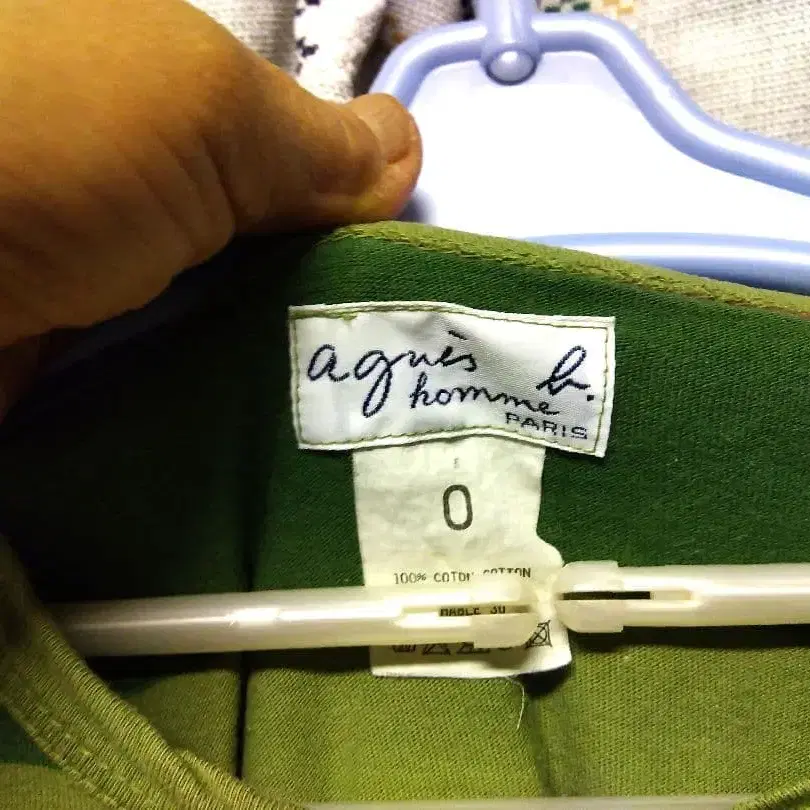 agnès b.
homme
PARIS
0
100% COTON COTTON